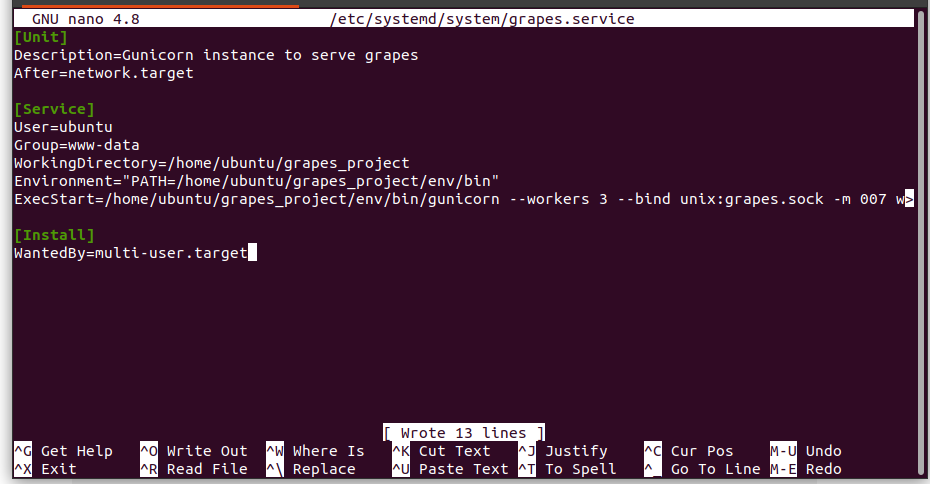 GNU nano 4.8 /etc/systemd/system/grapes.service
[Unit]
Description=Gunicorn instance to serve grapes
After=network.target
[Service]
User=ubuntu
Group=www-data
WorkingDirectory=/home/ubuntu/grapes_project
Environment="PATH=/home/ubuntu/grapes_project/env/bin"
ExecStart=/home/ubuntu/grapes_project/env/bin/gunicorn --workers 3 --bind unix:grapes.sock -m 007 w>
[Install]
WantedBy=multi-user.target
[ Wrote 13 lines ]
^G Get Help ^O Write Out ^W Where Is ^K Cut Text ^J Justify ^C Cur Pos M-U Undo
^X Exit ^R Read File ^\ Replace ^U Paste Text ^T To Spell ^_ Go To Line M-E Redo